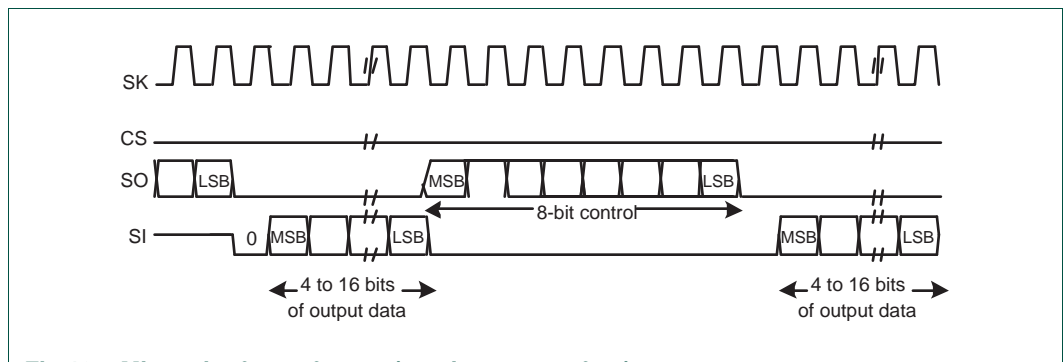 SK
CS
SO LSB MSB LSB
8-bit control
SI 0 MSB LSB MSB LSB
4 to 16 bits 4 to 16 bits
of output data of output data